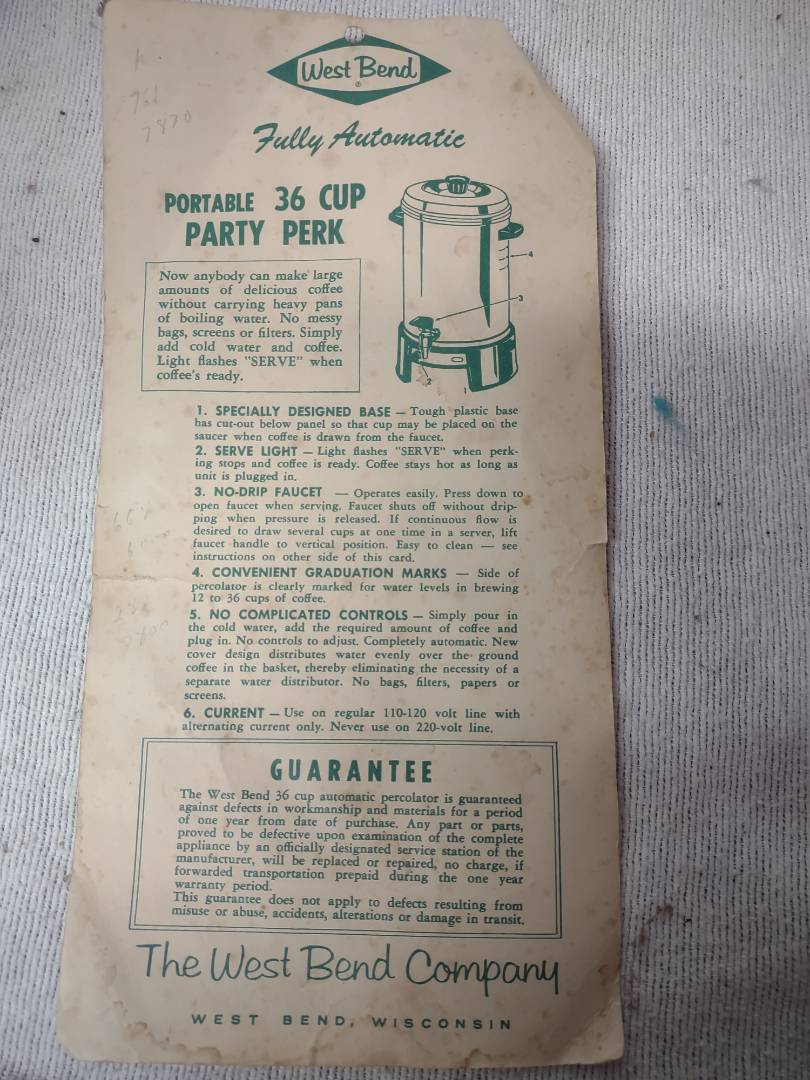 West Bend
®
Fully Automatic
PORTABLE 36 CUP
PARTY PERK
Now anybody can make large
amounts of delicious coffee
without carrying heavy pans
of boiling water. No messy
bags, screens or filters. Simply
add cold water and coffee.
Light flashes "SERVE" when
coffee's ready.
4
3
2
1
1. SPECIALLY DESIGNED BASE — Tough plastic base
has cut-out below panel so that cup may be placed on the
saucer when coffee is drawn from the faucet.
2. SERVE LIGHT — Light flashes "SERVE" when perk-
ing stops and coffee is ready. Coffee stays hot as long as
unit is plugged in.
3. NO-DRIP FAUCET — Operates easily. Press down to
open faucet when serving. Faucet shuts off without drip-
ping when pressure is released. If continuous flow is
desired to draw several cups at one time in a server, lift
faucet handle to vertical position. Easy to clean — see
instructions on other side of this card.
4. CONVENIENT GRADUATION MARKS — Side of
percolator is clearly marked for water levels in brewing
12 to 36 cups of coffee.
5. NO COMPLICATED CONTROLS — Simply pour in
the cold water, add the required amount of coffee and
plug in. No controls to adjust. Completely automatic. New
cover design distributes water evenly over the ground
coffee in the basket, thereby eliminating the necessity of a
separate water distributor. No bags, filters, papers or
screens.
6. CURRENT — Use on regular 110-120 volt line with
alternating current only. Never use on 220-volt line.
GUARANTEE
The West Bend 36 cup automatic percolator is guaranteed
against defects in workmanship and materials for a period
of one year from date of purchase. Any part or parts,
proved to be defective upon examination of the complete
appliance by an officially designated service station of the
manufacturer, will be replaced or repaired, no charge, if
forwarded transportation prepaid during the one year
warranty period.
This guarantee does not apply to defects resulting from
misuse or abuse, accidents, alterations or damage in transit.
The West Bend Company
WEST BEND, WISCONSIN